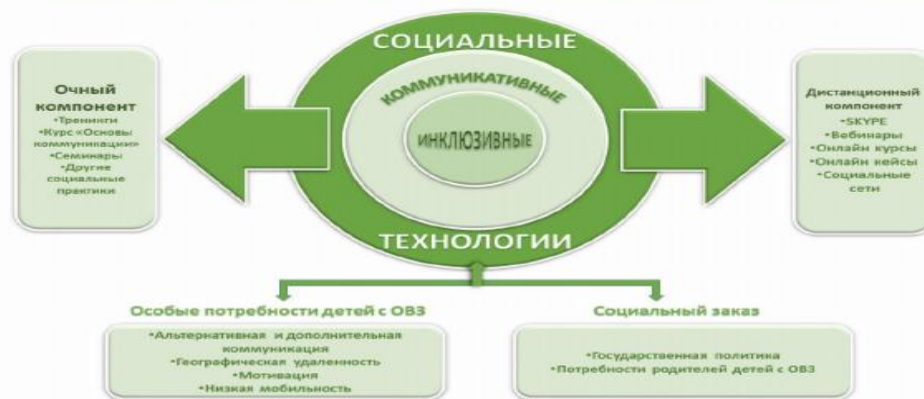 СОЦИАЛЬНЫЕ
КОММУНИКАТИВНЫЕ
ИНКЛЮЗИВНЫЕ
ТЕХНОЛОГИИ
Очный
компонент
•Тренинги
•Курс «Основы
коммуникации»
•Семинары
•Другие
социальные
практики
Дистанционный
компонент
•SKYPE
•Вебинары
•Онлайн курсы
•Онлайн кейсы
•Социальные
сети
Особые потребности детей с ОВЗ
•Альтернативная и дополнительная
коммуникация
•Географическая удаленность
•Мотивация
•Низкая мобильность
Социальный заказ
•Государственная политика
•Потребности родителей детей с ОВЗ